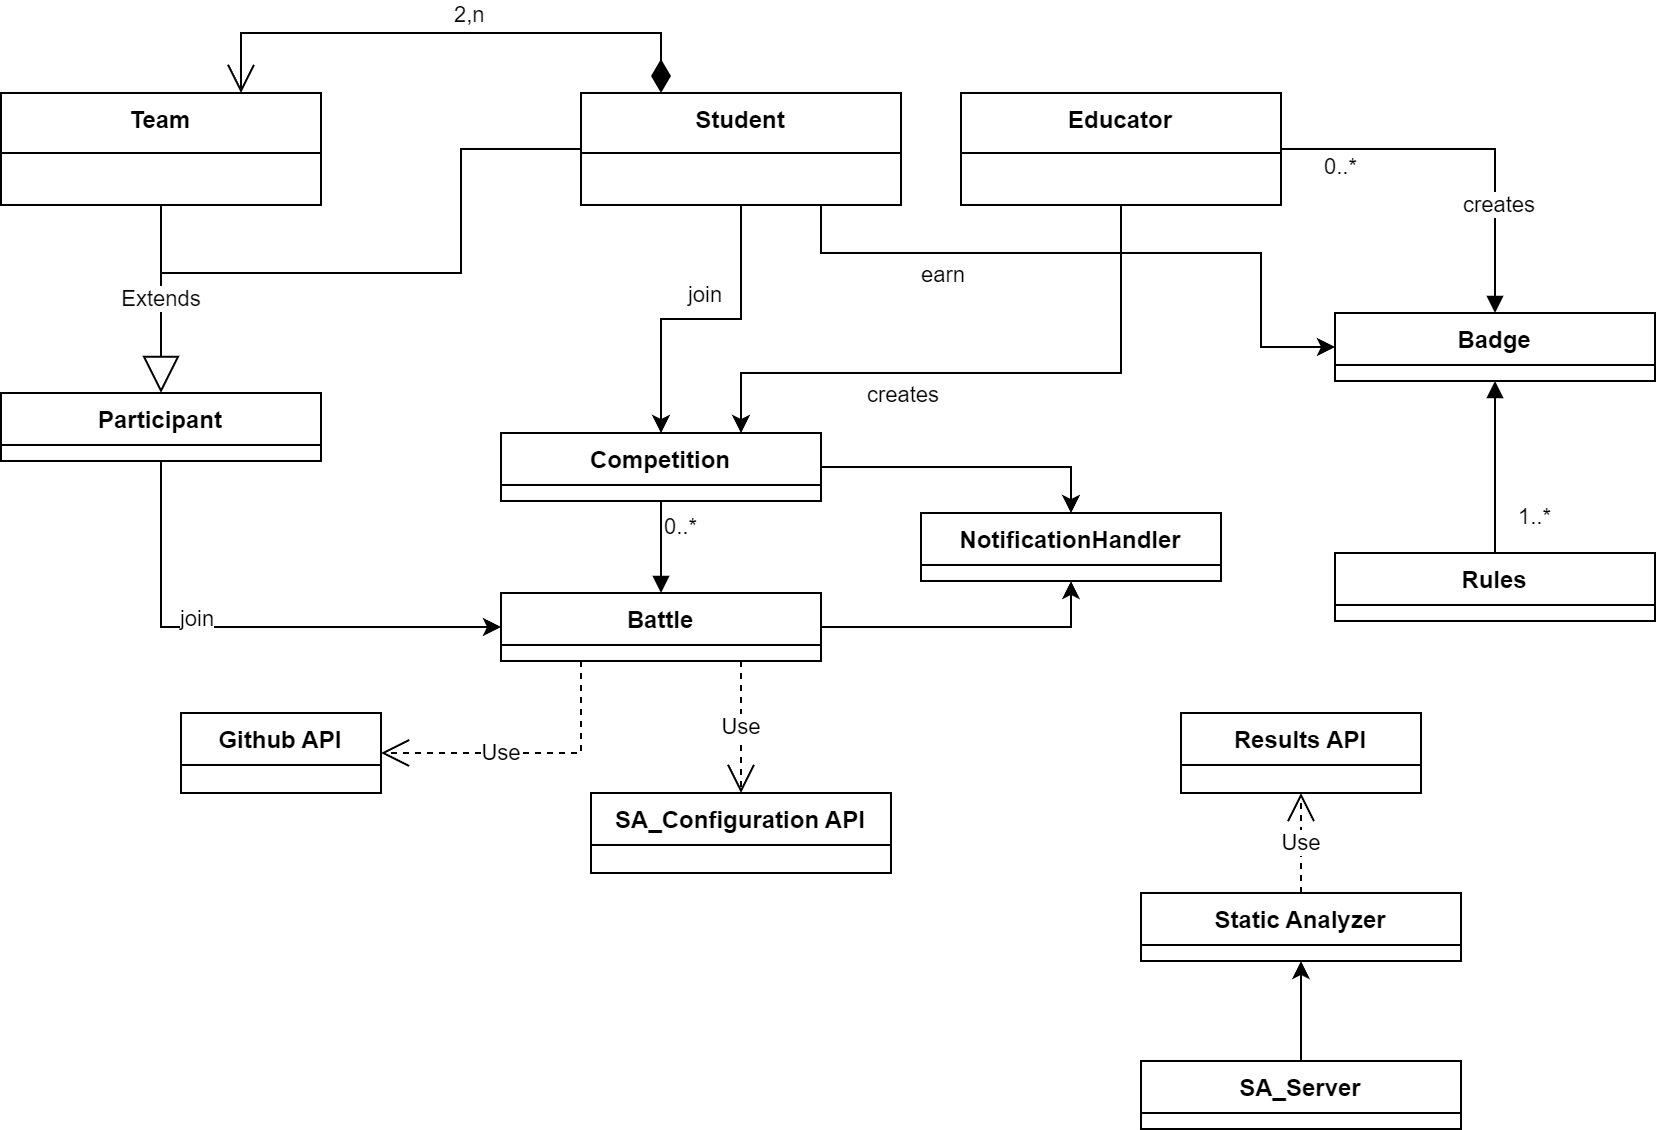 2,n
Team
Student
Educator
0..*
creates
earn
join
Extends
Badge
creates
Participant
Competition
1..*
0..*
NotificationHandler
Rules
join
Battle
Use
Use
Github API
Results API
SA_Configuration API
Use
Static Analyzer
SA_Server